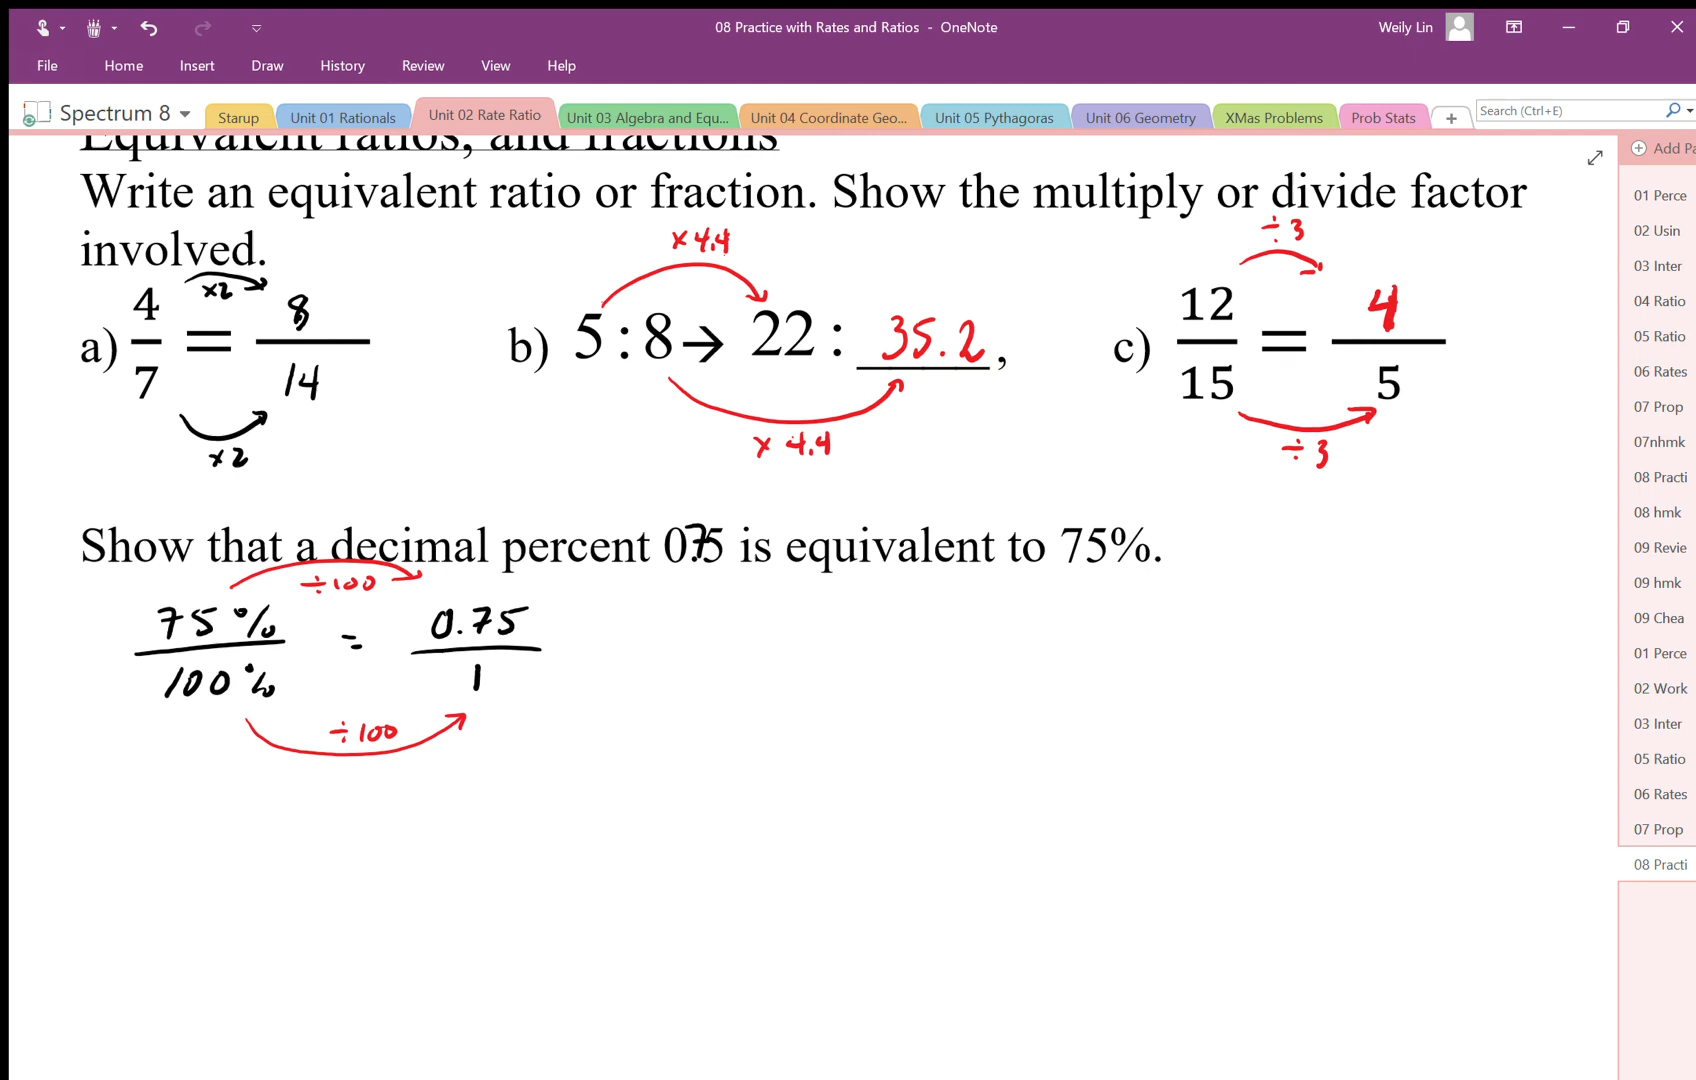 08 Practice with Rates and Ratios - OneNote
Weily Lin
File Home Insert Draw History Review View Help
Spectrum 8
Starup Unit 01 Rationals Unit 02 Rate Ratio Unit 03 Algebra and Equ... Unit 04 Coordinate Geo... Unit 05 Pythagoras Unit 06 Geometry XMas Problems Prob Stats + Search (Ctrl+E)
Equivalent ratios, and fractions
Write an equivalent ratio or fraction. Show the multiply or divide factor
involved.
×4.4
÷3
×2
a) 4/7 = 8/14
b) 5 : 8 → 22 : 35.2 ,
c) 12/15 = 4/5
×2
× 4.4
÷3
Show that a decimal percent 0.75 is equivalent to 75%.
÷100
75% / 100% = 0.75 / 1
÷100
Add Pa
01 Perce
02 Usin
03 Inter
04 Ratio
05 Ratio
06 Rates
07 Prop
07nhmk
08 Practi
08 hmk
09 Revie
09 hmk
09 Chea
01 Perce
02 Work
03 Inter
05 Ratio
06 Rates
07 Prop
08 Practi